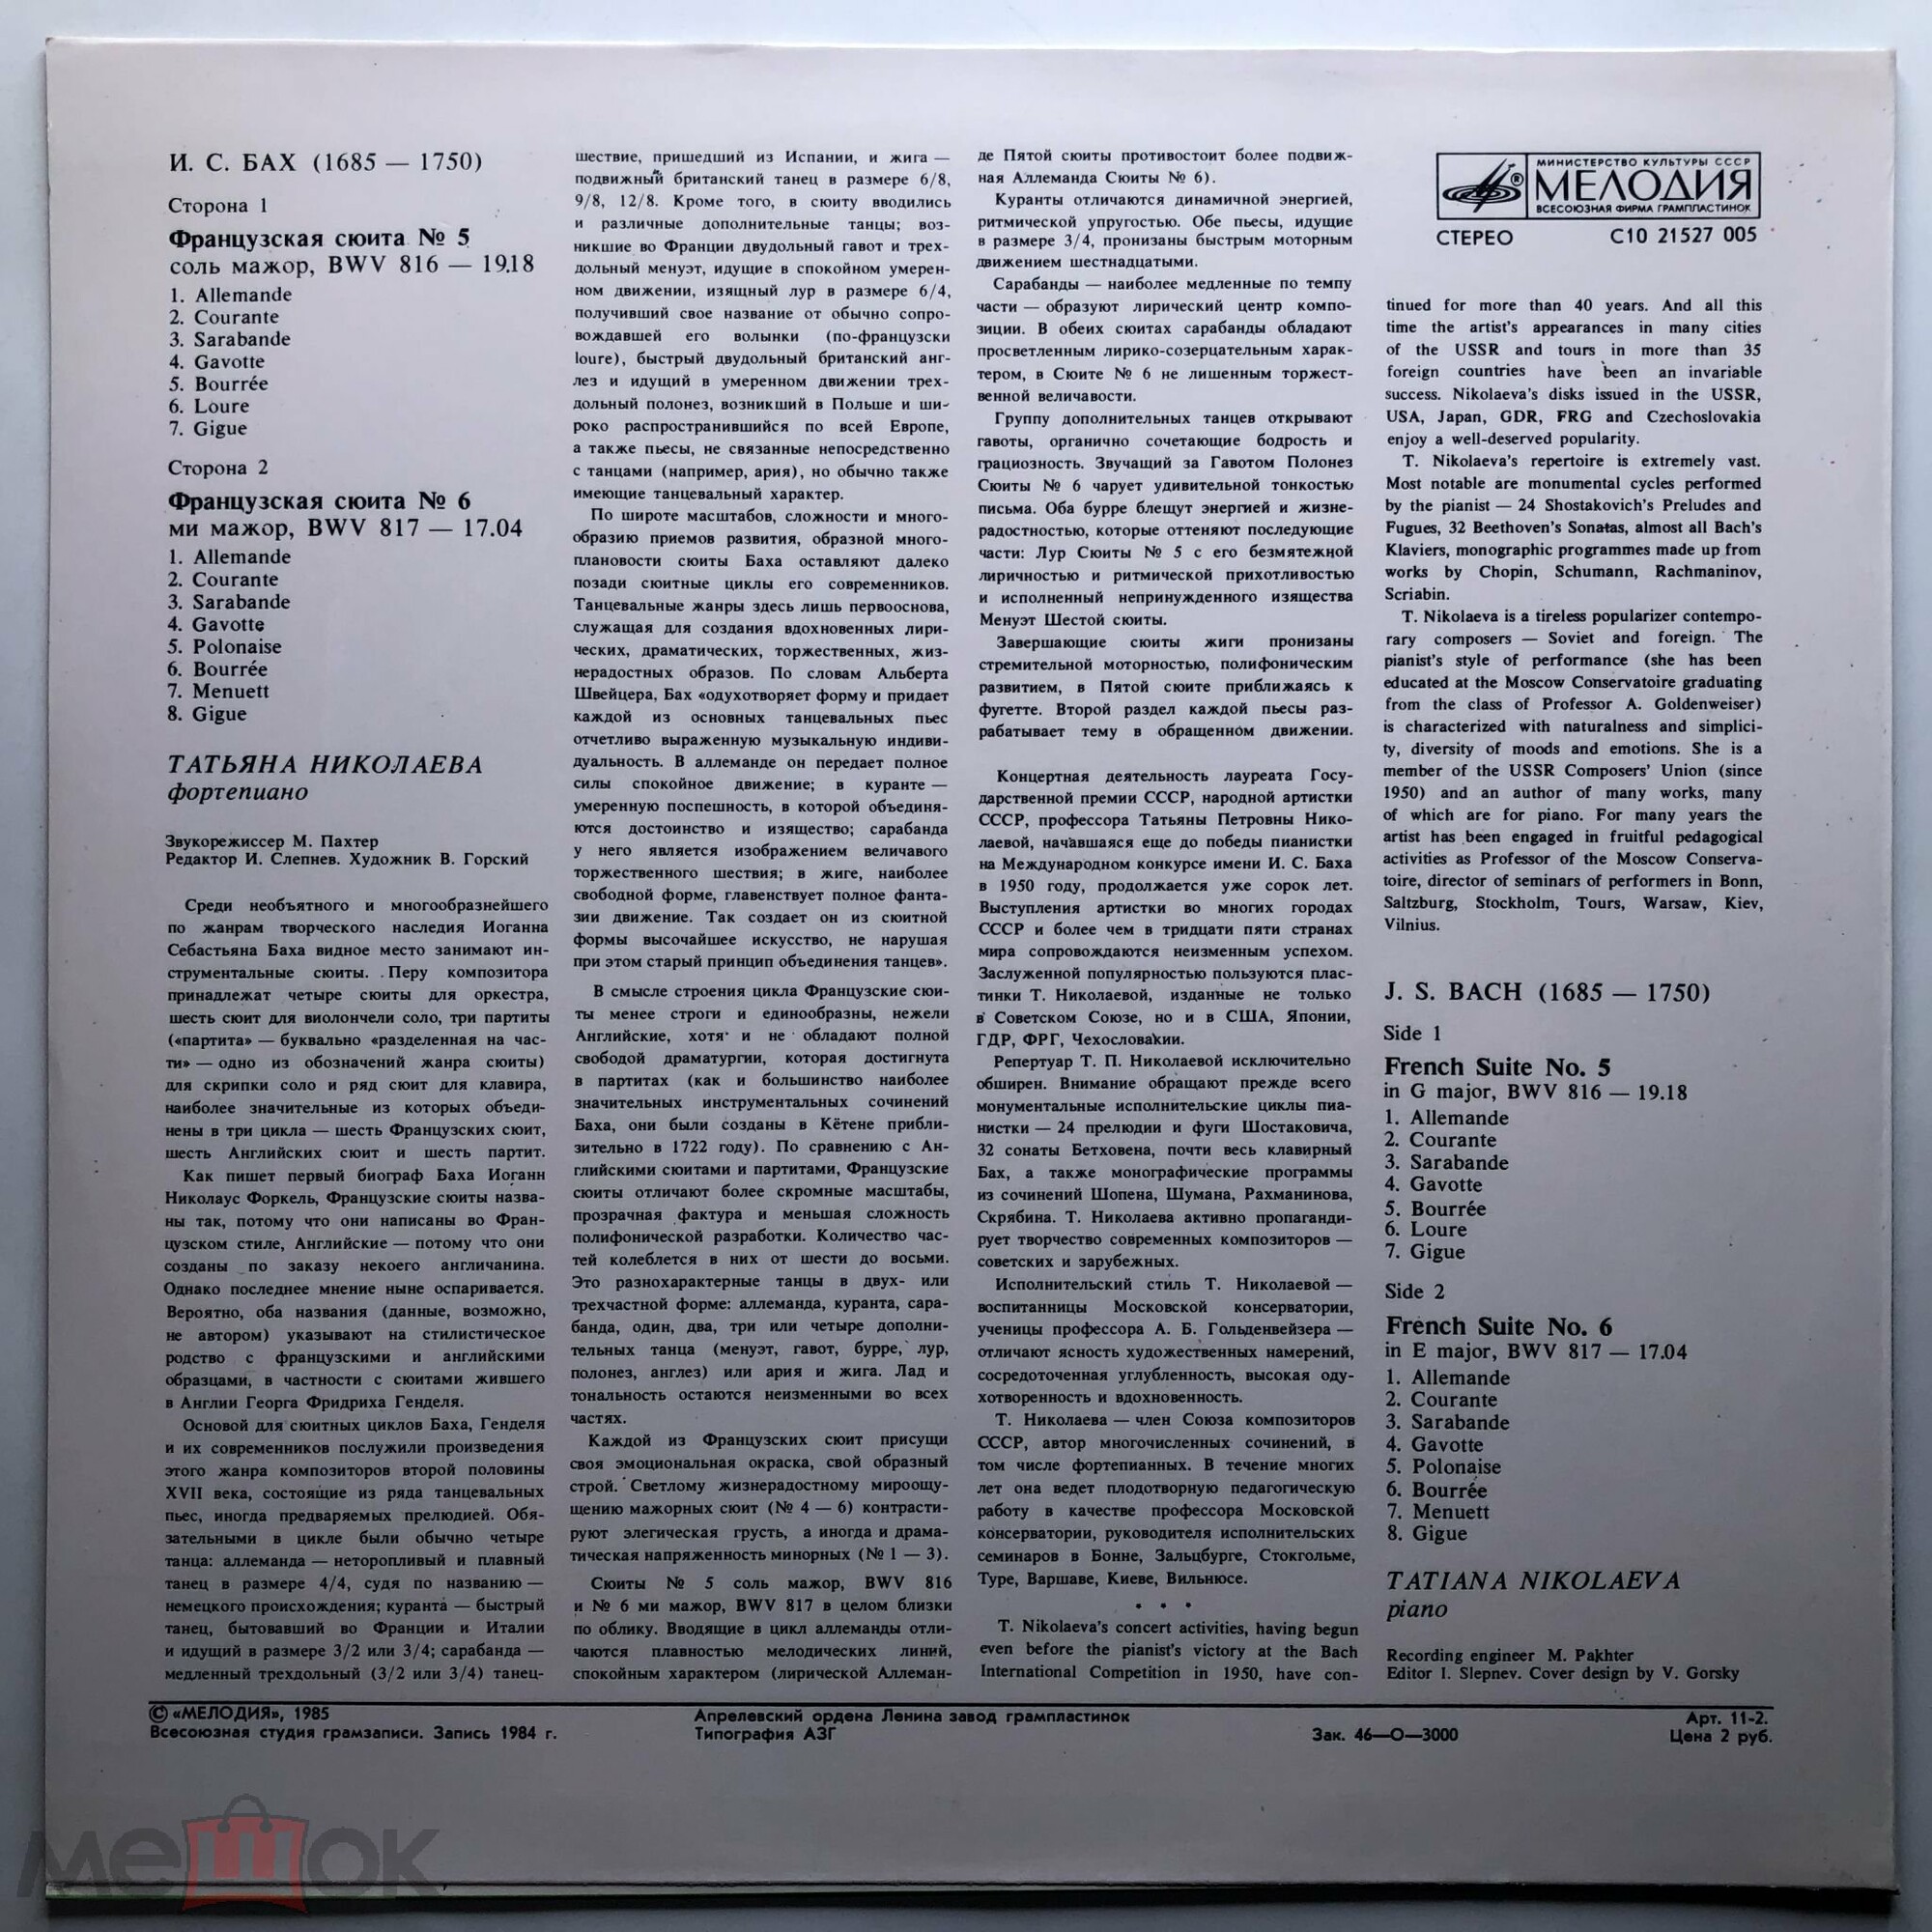 И. С. БАХ (1685 — 1750)
Сторона 1
Французская сюита № 5
соль мажор, BWV 816 — 19.18
1. Allemande
2. Courante
3. Sarabande
4. Gavotte
5. Bourrée
6. Loure
7. Gigue
Сторона 2
Французская сюита № 6
ми мажор, BWV 817 — 17.04
1. Allemande
2. Courante
3. Sarabande
4. Gavotte
5. Polonaise
6. Bourrée
7. Menuett
8. Gigue
ТАТЬЯНА НИКОЛАЕВА
фортепиано
Звукорежиссер М. Пахтер
Редактор И. Слепнев. Художник В. Горский
Среди необъятного и многообразнейшего
по жанрам творческого наследия Иоганна
Себастьяна Баха видное место занимают ин-
струментальные сюиты. Перу композитора
принадлежат четыре сюиты для оркестра,
шесть сюит для виолончели соло, три партиты
(«партита» — буквально «разделенная на час-
ти» — одно из обозначений жанра сюиты)
для скрипки соло и ряд сюит для клавира,
наиболее значительные из которых объеди-
нены в три цикла — шесть Французских сюит,
шесть Английских сюит и шесть партит.
Как пишет первый биограф Баха Иоганн
Николаус Форкель, Французские сюиты назва-
ны так, потому что они написаны во Фран-
цузском стиле, Английские — потому что они
созданы по заказу некоего англичанина.
Однако последнее мнение ныне оспаривается.
Вероятно, оба названия (данные, возможно,
не автором) указывают на стилистическое
родство с французскими и английскими
образцами, в частности с сюитами жившего
в Англии Георга Фридриха Генделя.
Основой для сюитных циклов Баха, Генделя
и их современников послужили произведения
этого жанра композиторов второй половины
XVII века, состоящие из ряда танцевальных
пьес, иногда предваряемых прелюдией. Обя-
зательными в цикле были обычно четыре
танца: аллеманда — неторопливый и плавный
танец в размере 4/4, судя по названию —
немецкого происхождения; куранта — быстрый
танец, бытовавший во Франции и Италии
и идущий в размере 3/2 или 3/4; сарабанда —
медленный трехдольный (3/2 или 3/4) танец-
шествие, пришедший из Испании, и жига —
подвижный британский танец в размере 6/8,
9/8, 12/8. Кроме того, в сюиту вводились
и различные дополнительные танцы; воз-
никшие во Франции двудольный гавот и трех-
дольный менуэт, идущие в спокойном умерен-
ном движении, изящный лур в размере 6/4,
получивший свое название от обычно сопро-
вождавшей его волынки (по-французски
loure), быстрый двудольный британский анг-
лез и идущий в умеренном движении трех-
дольный полонез, возникший в Польше и ши-
роко распространившийся по всей Европе,
а также пьесы, не связанные непосредственно
с танцами (например, ария), но обычно также
имеющие танцевальный характер.
По широте масштабов, сложности и много-
образию приемов развития, образной много-
плановости сюиты Баха оставляют далеко
позади сюитные циклы его современников.
Танцевальные жанры здесь лишь первооснова,
служащая для создания вдохновенных лири-
ческих, драматических, торжественных, жиз-
нерадостных образов. По словам Альберта
Швейцера, Бах «одухотворяет форму и придает
каждой из основных танцевальных пьес
отчетливо выраженную музыкальную индиви-
дуальность. В аллеманде он передает полное
силы спокойное движение; в куранте —
умеренную поспешность, в которой объединя-
ются достоинство и изящество; сарабанда
у него является изображением величавого
торжественного шествия; в жиге, наиболее
свободной форме, главенствует полное фанта-
зии движение. Так создает он из сюитной
формы высочайшее искусство, не нарушая
при этом старый принцип объединения танцев».
В смысле строения цикла Французские сюи-
ты менее строги и единообразны, нежели
Английские, хотя и не обладают полной
свободой драматургии, которая достигнута
в партитах (как и большинство наиболее
значительных инструментальных сочинений
Баха, они были созданы в Кётене прибли-
зительно в 1722 году). По сравнению с Ан-
глийскими сюитами и партитами, Французские
сюиты отличают более скромные масштабы,
прозрачная фактура и меньшая сложность
полифонической разработки. Количество час-
тей колеблется в них от шести до восьми.
Это разнохарактерные танцы в двух- или
трехчастной форме: аллеманда, куранта, сара-
банда, один, два, три или четыре дополни-
тельных танца (менуэт, гавот, бурре, лур,
полонез, англез) или ария и жига. Лад и
тональность остаются неизменными во всех
частях.
Каждой из Французских сюит присущи
своя эмоциональная окраска, свой образный
строй. Светлому жизнерадостному мироощу-
щению мажорных сюит (№ 4 — 6) контрасти-
руют элегическая грусть, а иногда и драма-
тическая напряженность минорных (№ 1 — 3).
Сюиты № 5 соль мажор, BWV 816
и № 6 ми мажор, BWV 817 в целом близки
по облику. Вводящие в цикл аллеманды отли-
чаются плавностью мелодических линий,
спокойным характером (лирической Аллеман-
де Пятой сюиты противостоит более подвиж-
ная Аллеманда Сюиты № 6).
Куранты отличаются динамичной энергией,
ритмической упругостью. Обе пьесы, идущие
в размере 3/4, пронизаны быстрым моторным
движением шестнадцатыми.
Сарабанды — наиболее медленные по темпу
части — образуют лирический центр компо-
зиции. В обеих сюитах сарабанды обладают
просветленным лирико-созерцательным харак-
тером, в Сюите № 6 не лишенным торжест-
венной величавости.
Группу дополнительных танцев открывают
гавоты, органично сочетающие бодрость и
грациозность. Звучащий за Гавотом Полонез
Сюиты № 6 чарует удивительной тонкостью
письма. Оба бурре блещут энергией и жизне-
радостностью, которые оттеняют последующие
части: Лур Сюиты № 5 с его безмятежной
лиричностью и ритмической прихотливостью
и исполненный непринужденного изящества
Менуэт Шестой сюиты.
Завершающие сюиты жиги пронизаны
стремительной моторностью, полифоническим
развитием, в Пятой сюите приближаясь к
фугетте. Второй раздел каждой пьесы раз-
рабатывает тему в обращенном движении.
Концертная деятельность лауреата Госу-
дарственной премии СССР, народной артистки
СССР, профессора Татьяны Петровны Нико-
лаевой, начавшаяся еще до победы пианистки
на Международном конкурсе имени И. С. Баха
в 1950 году, продолжается уже сорок лет.
Выступления артистки во многих городах
СССР и более чем в тридцати пяти странах
мира сопровождаются неизменным успехом.
Заслуженной популярностью пользуются плас-
тинки Т. Николаевой, изданные не только
в Советском Союзе, но и в США, Японии,
ГДР, ФРГ, Чехословакии.
Репертуар Т. П. Николаевой исключительно
обширен. Внимание обращают прежде всего
монументальные исполнительские циклы пиа-
нистки — 24 прелюдии и фуги Шостаковича,
32 сонаты Бетховена, почти весь клавирный
Бах, а также монографические программы
из сочинений Шопена, Шумана, Рахманинова,
Скрябина. Т. Николаева активно пропаганди-
рует творчество современных композиторов —
советских и зарубежных.
Исполнительский стиль Т. Николаевой —
воспитанницы Московской консерватории,
ученицы профессора А. Б. Гольденвейзера —
отличают ясность художественных намерений,
сосредоточенная углубленность, высокая оду-
хотворенность и вдохновенность.
Т. Николаева — член Союза композиторов
СССР, автор многочисленных сочинений, в
том числе фортепианных. В течение многих
лет она ведет плодотворную педагогическую
работу в качестве профессора Московской
консерватории, руководителя исполнительских
семинаров в Бонне, Зальцбурге, Стокгольме,
Туре, Варшаве, Киеве, Вильнюсе.
• • •
T. Nikolaeva's concert activities, having begun
even before the pianist's victory at the Bach
International Competition in 1950, have con-
МИНИСТЕРСТВО КУЛЬТУРЫ СССР
МЕЛОДИЯ
ВСЕСОЮЗНАЯ ФИРМА ГРАМПЛАСТИНОК
СТЕРЕО С10 21527 005
tinued for more than 40 years. And all this
time the artist's appearances in many cities
of the USSR and tours in more than 35
foreign countries have been an invariable
success. Nikolaeva's disks issued in the USSR,
USA, Japan, GDR, FRG and Czechoslovakia
enjoy a well-deserved popularity.
T. Nikolaeva's repertoire is extremely vast.
Most notable are monumental cycles performed
by the pianist — 24 Shostakovich's Preludes and
Fugues, 32 Beethoven's Sonatas, almost all Bach's
Klaviers, monographic programmes made up from
works by Chopin, Schumann, Rachmaninov,
Scriabin.
T. Nikolaeva is a tireless popularizer contempo-
rary composers — Soviet and foreign. The
pianist's style of performance (she has been
educated at the Moscow Conservatoire graduating
from the class of Professor A. Goldenweiser)
is characterized with naturalness and simplici-
ty, diversity of moods and emotions. She is a
member of the USSR Composers' Union (since
1950) and an author of many works, many
of which are for piano. For many years the
artist has been engaged in fruitful pedagogical
activities as Professor of the Moscow Conserva-
toire, director of seminars of performers in Bonn,
Saltzburg, Stockholm, Tours, Warsaw, Kiev,
Vilnius.
J. S. BACH (1685 — 1750)
Side 1
French Suite No. 5
in G major, BWV 816 — 19.18
1. Allemande
2. Courante
3. Sarabande
4. Gavotte
5. Bourrée
6. Loure
7. Gigue
Side 2
French Suite No. 6
in E major, BWV 817 — 17.04
1. Allemande
2. Courante
3. Sarabande
4. Gavotte
5. Polonaise
6. Bourrée
7. Menuett
8. Gigue
TATIANA NIKOLAEVA
piano
Recording engineer M. Pakhter
Editor I. Slepnev. Cover design by V. Gorsky
© «МЕЛОДИЯ», 1985
Всесоюзная студия грамзаписи. Запись 1984 г.
Апрелевский ордена Ленина завод грампластинок
Типография АЗГ
Зак. 46—О—3000
Арт. 11-2.
Цена 2 руб.
мешок